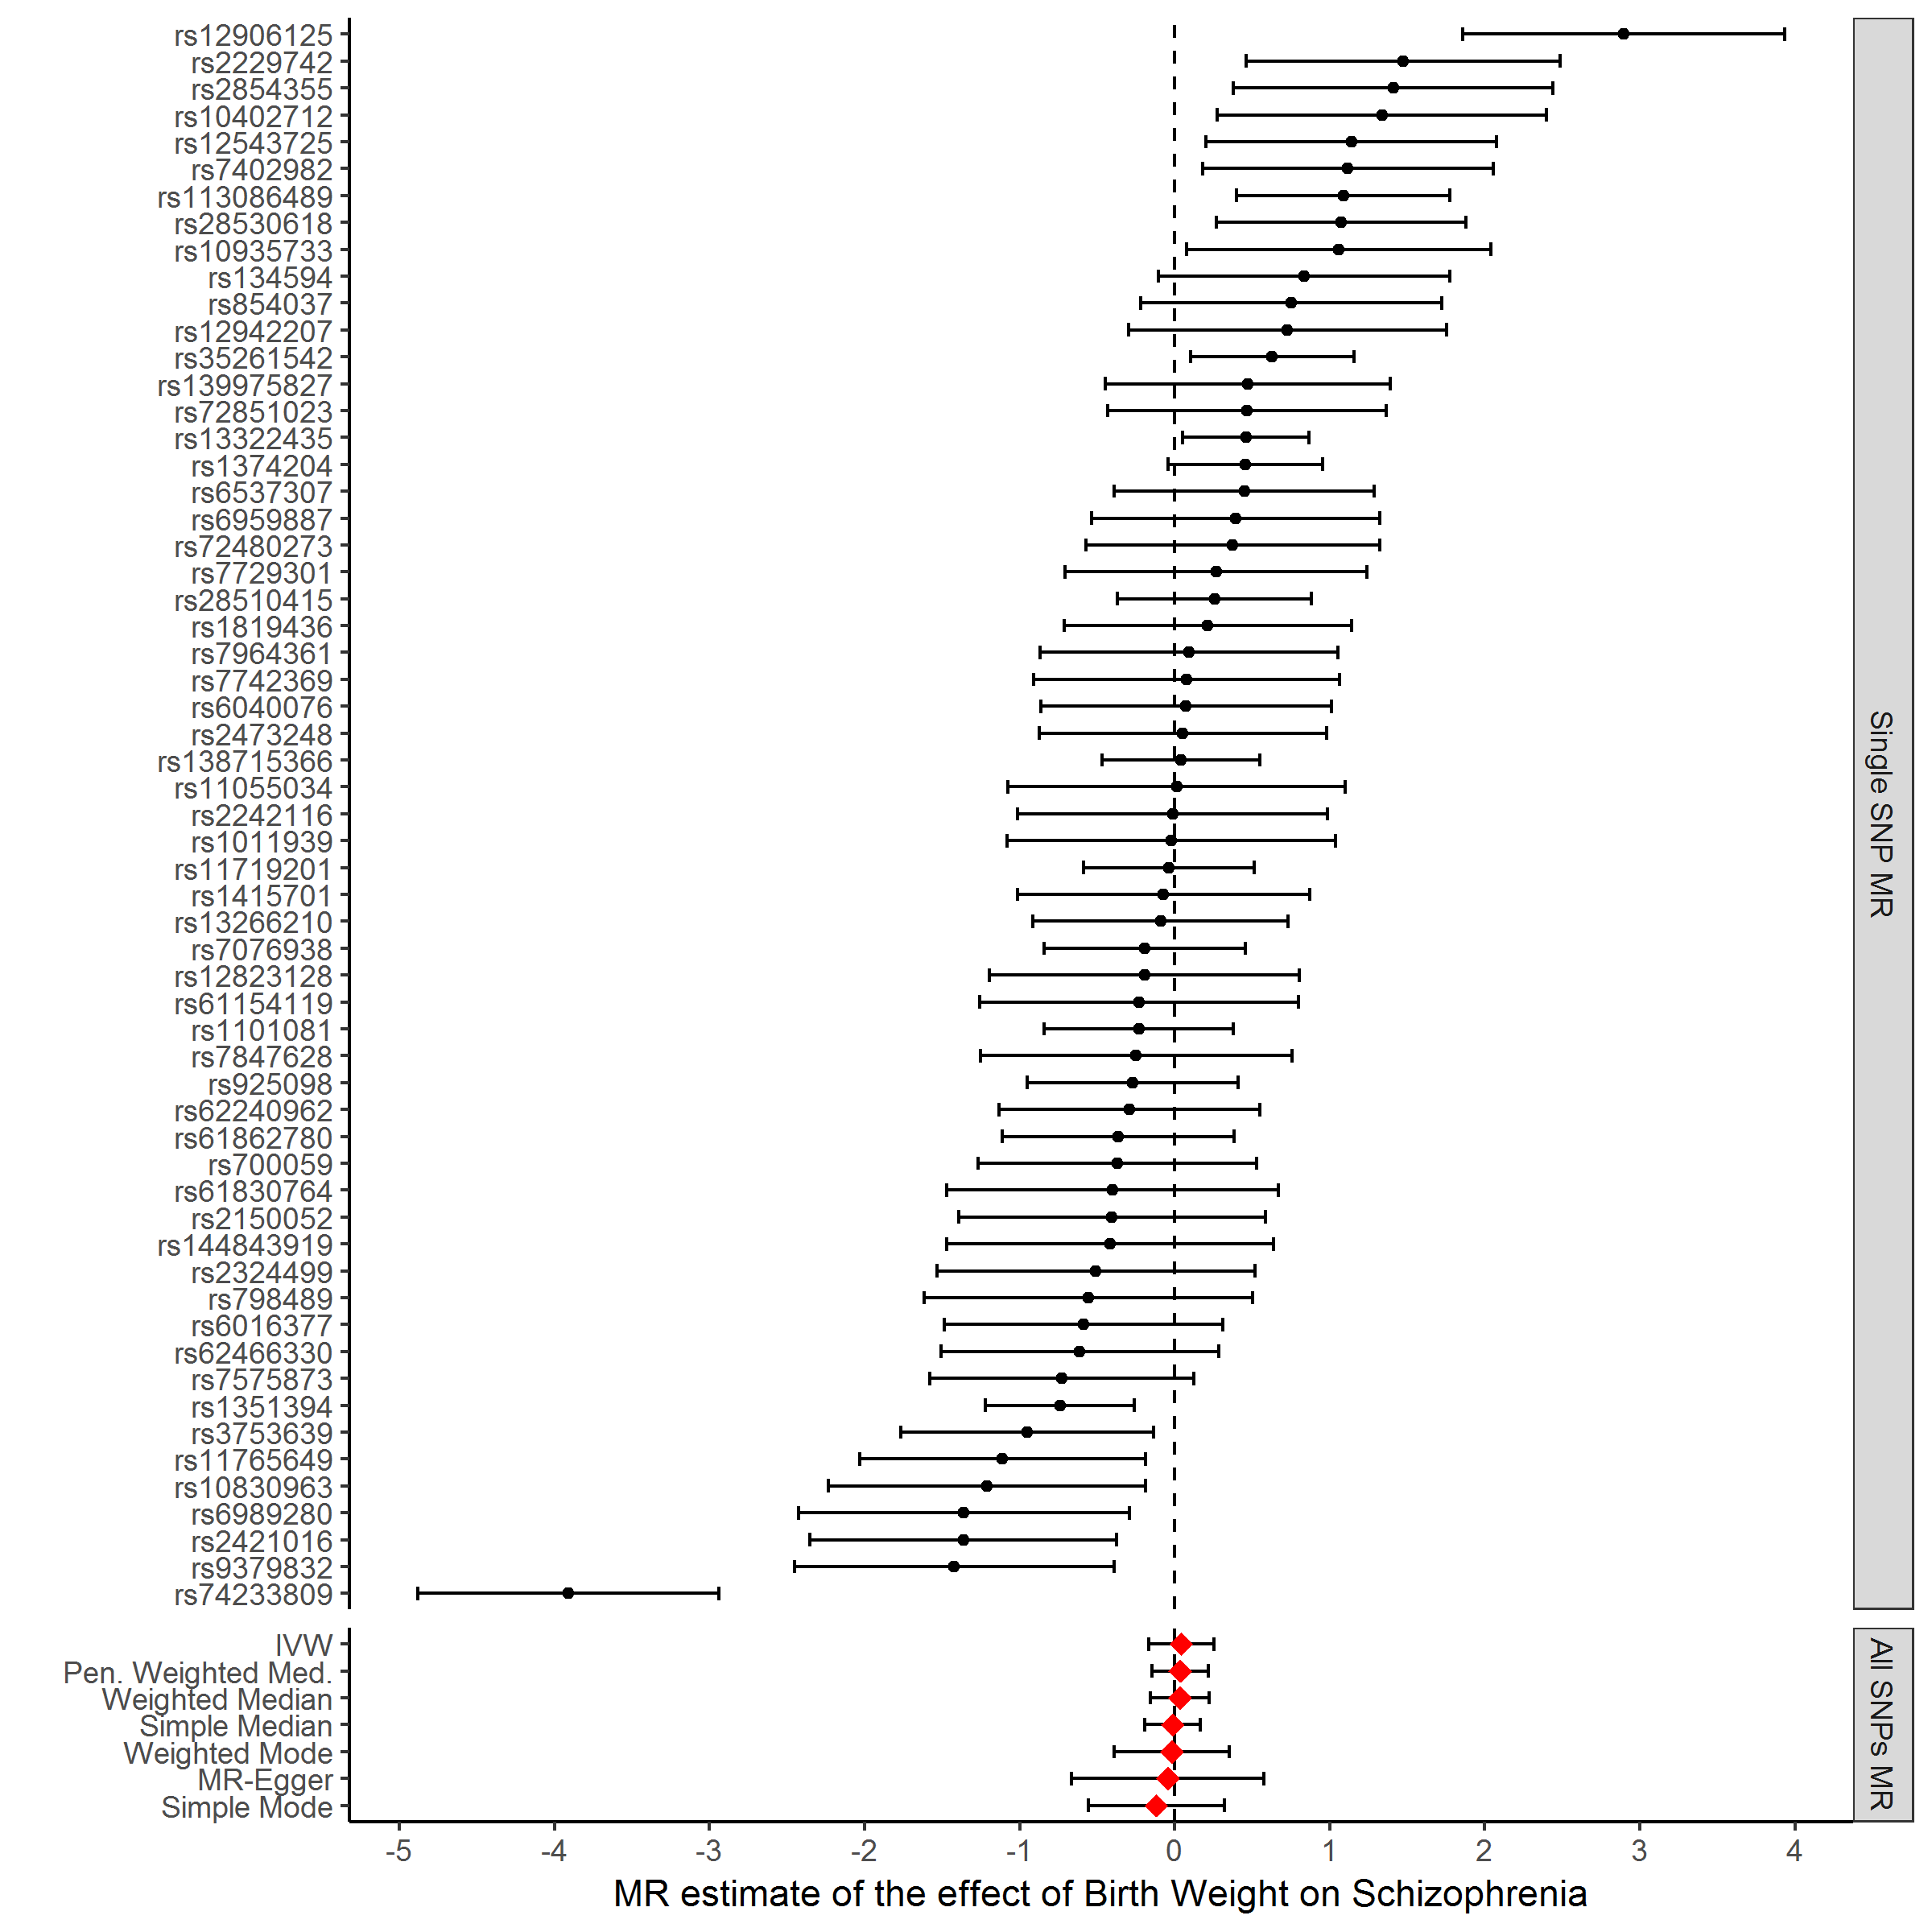 rs12906125
rs2229742
rs2854355
rs10402712
rs12543725
rs7402982
rs113086489
rs28530618
rs10935733
rs134594
rs854037
rs12942207
rs35261542
rs139975827
rs72851023
rs13322435
rs1374204
rs6537307
rs6959887
rs72480273
rs7729301
rs28510415
rs1819436
rs7964361
rs7742369
rs6040076
rs2473248
rs138715366
rs11055034
rs2242116
rs1011939
rs11719201
rs1415701
rs13266210
rs7076938
rs12823128
rs61154119
rs1101081
rs7847628
rs925098
rs62240962
rs61862780
rs700059
rs61830764
rs2150052
rs144843919
rs2324499
rs798489
rs6016377
rs62466330
rs7575873
rs1351394
rs3753639
rs11765649
rs10830963
rs6989280
rs2421016
rs9379832
rs74233809
Single SNP MR
IVW
Pen. Weighted Med.
Weighted Median
Simple Median
Weighted Mode
MR-Egger
Simple Mode
All SNPs MR
-5 -4 -3 -2 -1 0 1 2 3 4
MR estimate of the effect of Birth Weight on Schizophrenia